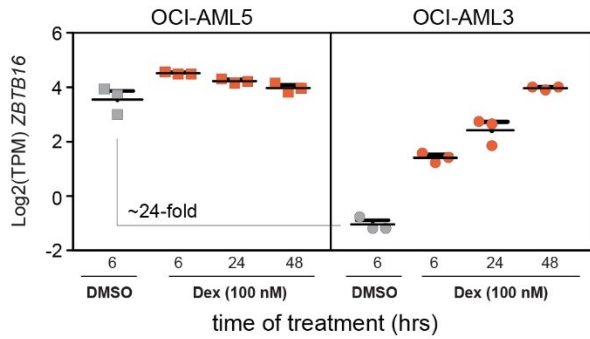 OCI-AML5 OCI-AML3
Log2(TPM) ZBTB16
6
4
2
0
-2
~24-fold
6 6 24 48 6 6 24 48
DMSO Dex (100 nM) DMSO Dex (100 nM)
time of treatment (hrs)